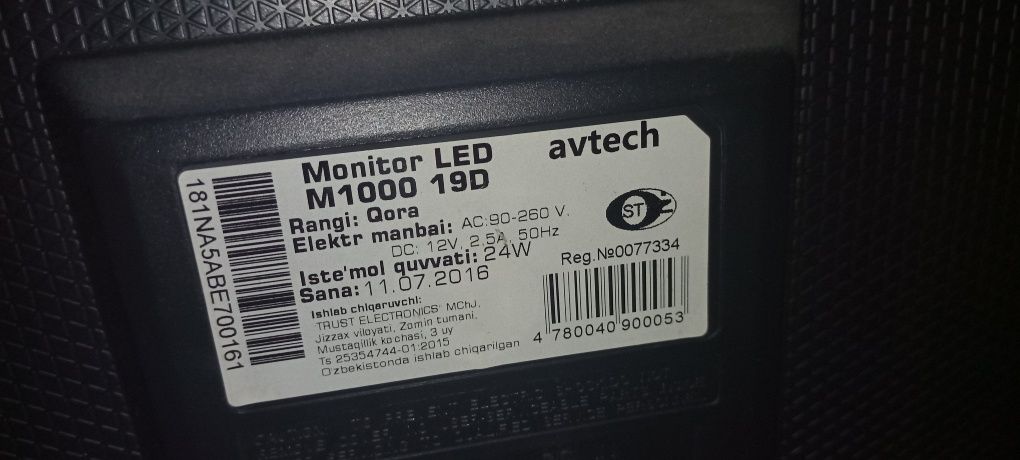 avtech
Monitor LED
M1000 19D
Rangi: Qora
Elektr manbai: AC:90-260 V.
DC: 12V, 2.5A, 50Hz
Iste'mol quvvati: 24W
Sana: 11.07.2016
Ishlab chiqaruvchi:
TRUST ELECTRONICS MChJ.
Jizzax viloyati, Zomin tumani,
Mustaqillik ko'chasi, 3 uy
Ts 25354744-01:2015
O'zbekistonda ishlab chiqarilgan
ST
Reg.№0077334
4 780040 900053
181NA5ABE700161